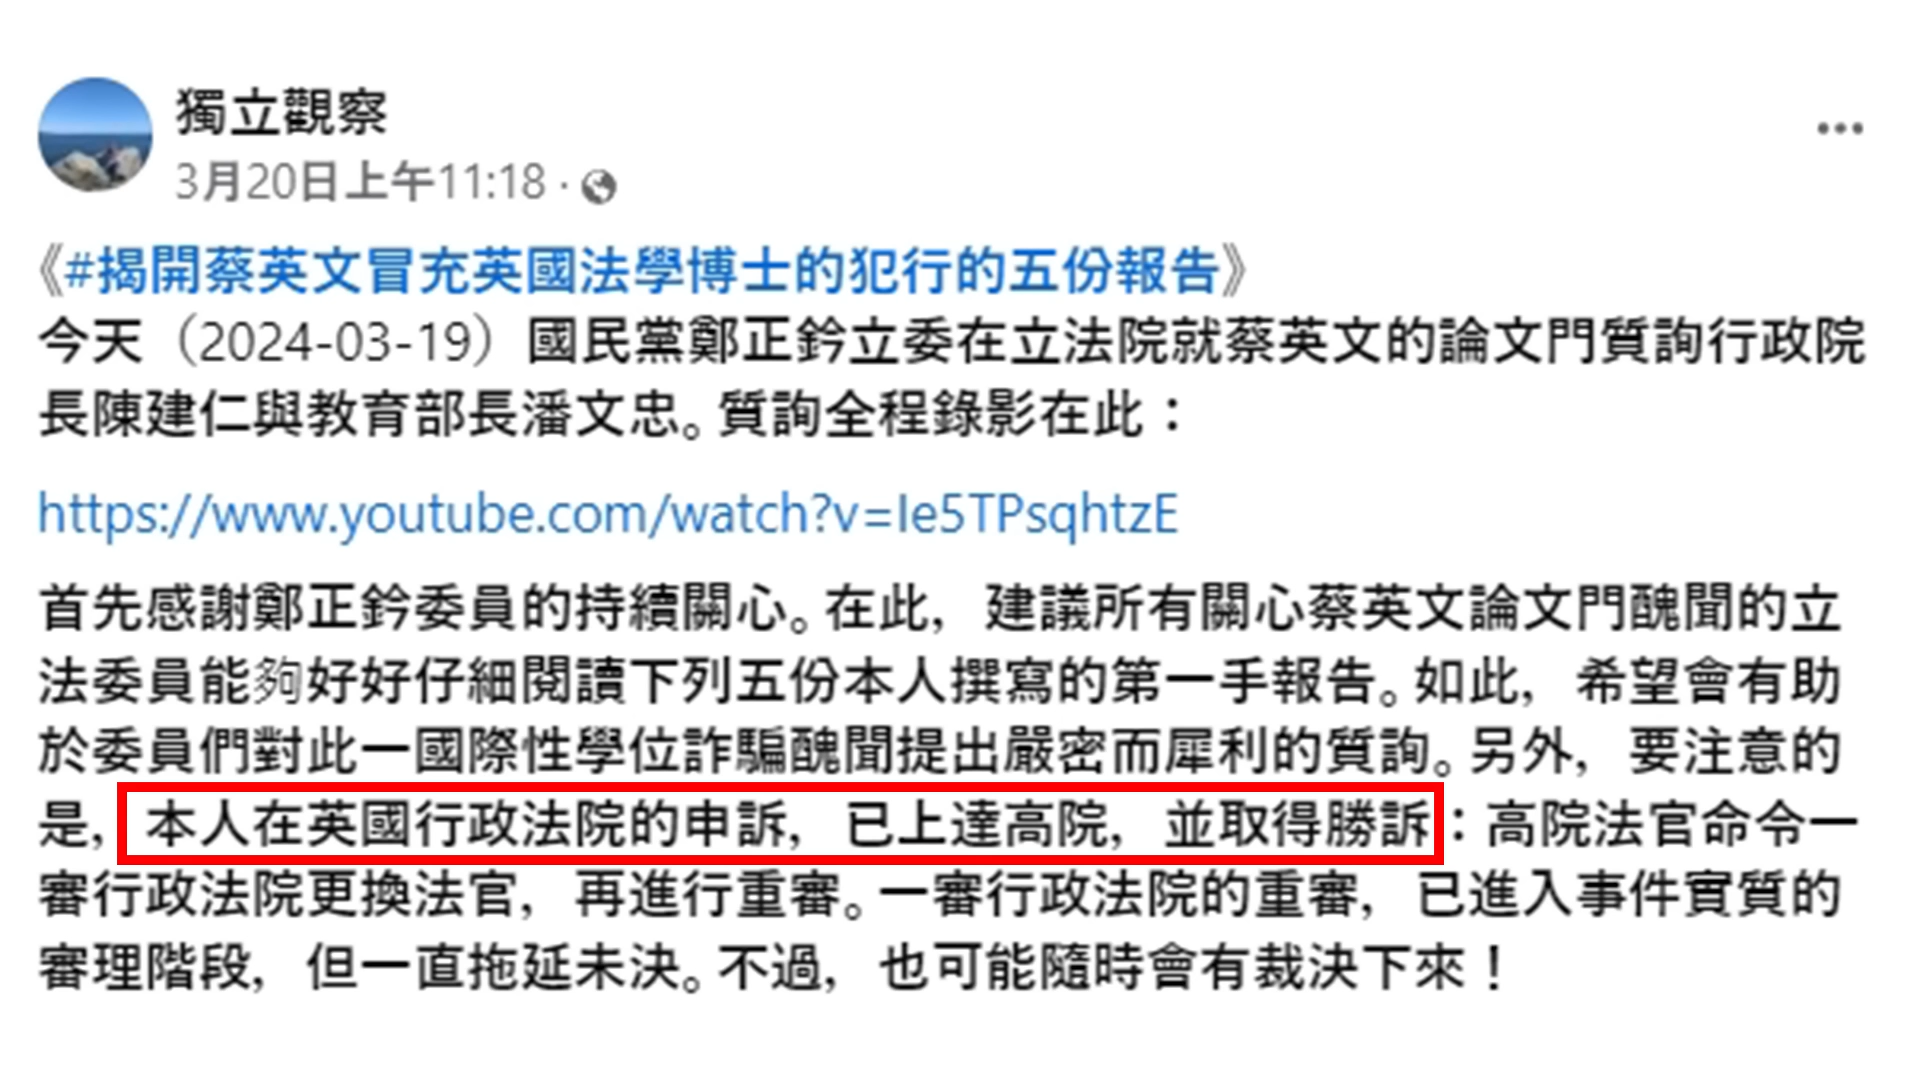 獨立觀察
3月20日上午11:18 ·
《#揭開蔡英文冒充英國法學博士的犯行的五份報告》
今天（2024-03-19）國民黨鄭正鈐立委在立法院就蔡英文的論文門質詢行政院
長陳建仁與教育部長潘文忠。質詢全程錄影在此：
https://www.youtube.com/watch?v=Ie5TPsqhtzE
首先感謝鄭正鈐委員的持續關心。在此，建議所有關心蔡英文論文門醜聞的立
法委員能夠好好仔細閱讀下列五份本人撰寫的第一手報告。如此，希望會有助
於委員們對此一國際性學位詐騙醜聞提出嚴密而犀利的質詢。另外，要注意的
是，本人在英國行政法院的申訴，已上達高院，並取得勝訴：高院法官命令一
審行政法院更換法官，再進行重審。一審行政法院的重審，已進入事件實質的
審理階段，但一直拖延未決。不過，也可能隨時會有裁決下來！